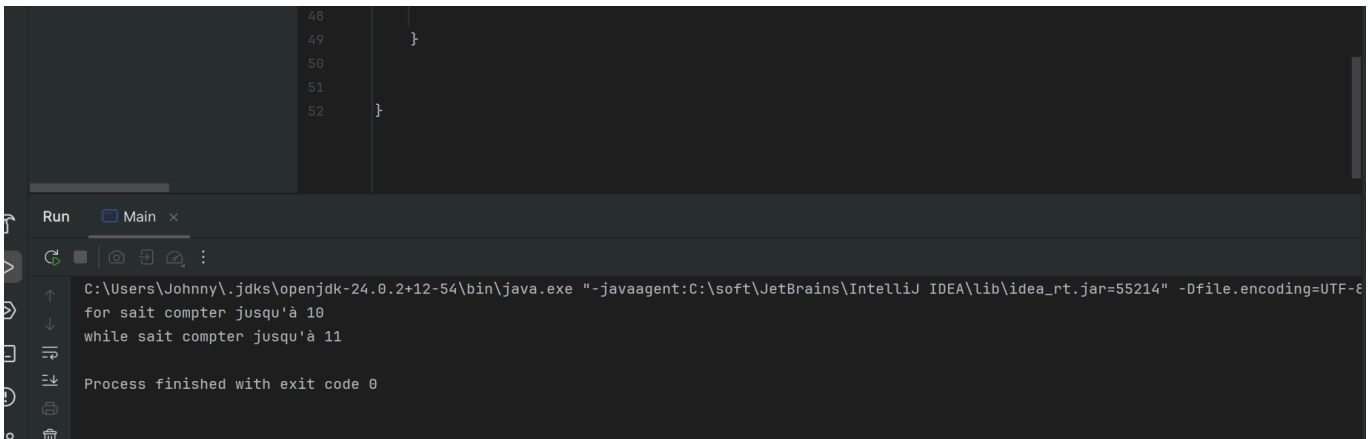 48
49 }
50
51
52 }
Run Main ×
C:\Users\Johnny\.jdks\openjdk-24.0.2+12-54\bin\java.exe "-javaagent:C:\soft\JetBrains\IntelliJ IDEA\lib\idea_rt.jar=55214" -Dfile.encoding=UTF-8
for sait compter jusqu'à 10
while sait compter jusqu'à 11
Process finished with exit code 0